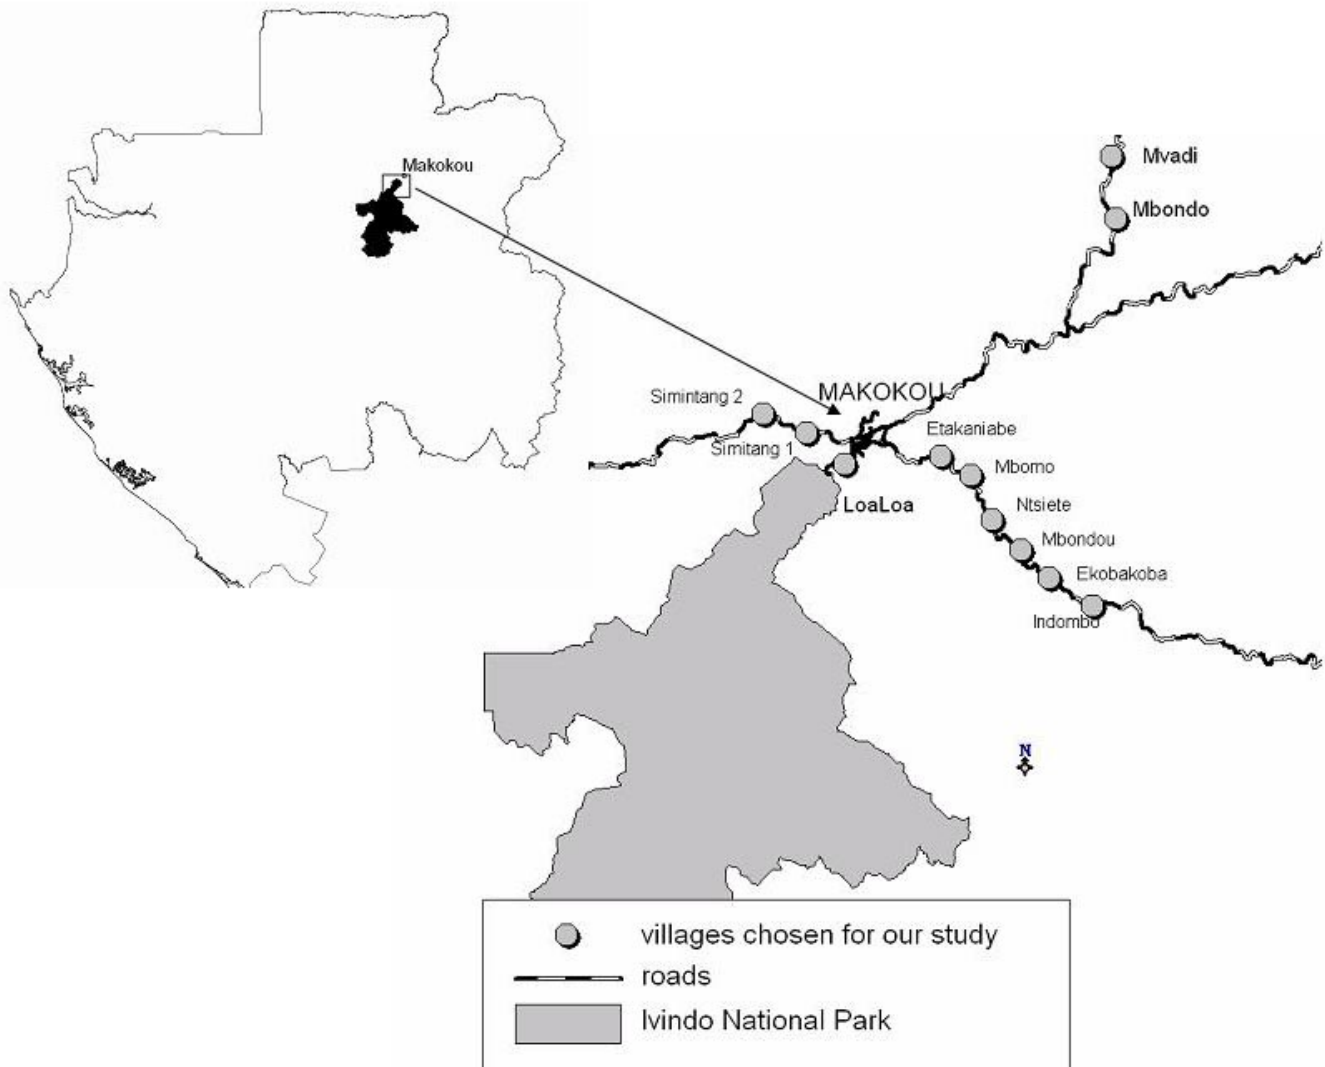 Makokou
Mvadi
Mbondo
MAKOKOU
Simintang 2
Simitang 1
Etakaniabe
Mbomo
LoaLoa
Ntsiete
Mbondou
Ekobakoba
Indombo
N
villages chosen for our study
roads
Ivindo National Park